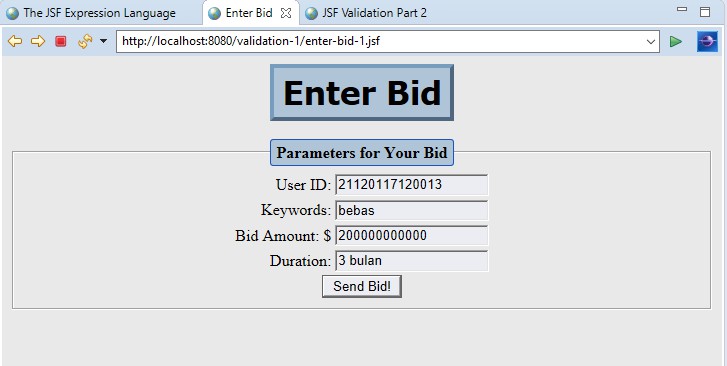 The JSF Expression Language Enter Bid JSF Validation Part 2
http://localhost:8080/validation-1/enter-bid-1.jsf
Enter Bid
Parameters for Your Bid
User ID: 21120117120013
Keywords: bebas
Bid Amount: $ 200000000000
Duration: 3 bulan
Send Bid!